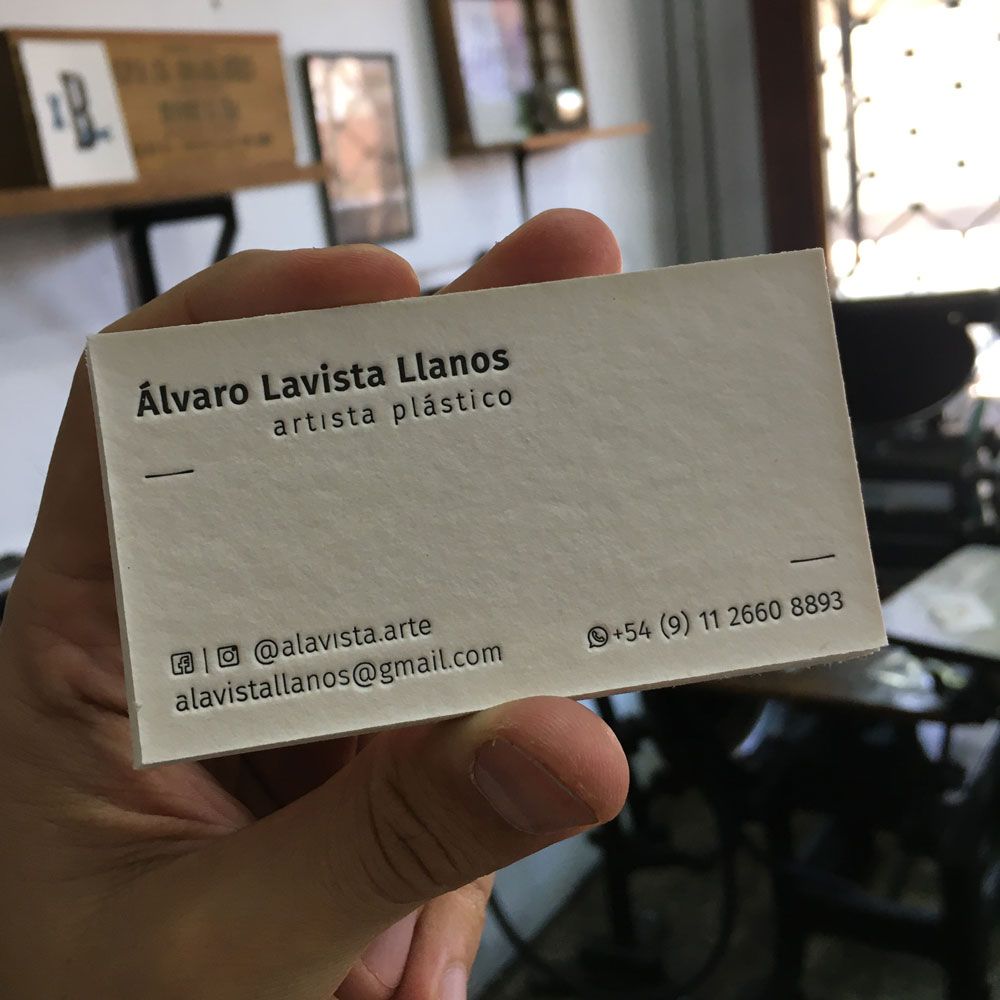 Álvaro Lavista Llanos
artista plástico
| @alavista.arte
alavistallanos@gmail.com
+54 (9) 11 2660 8893
B